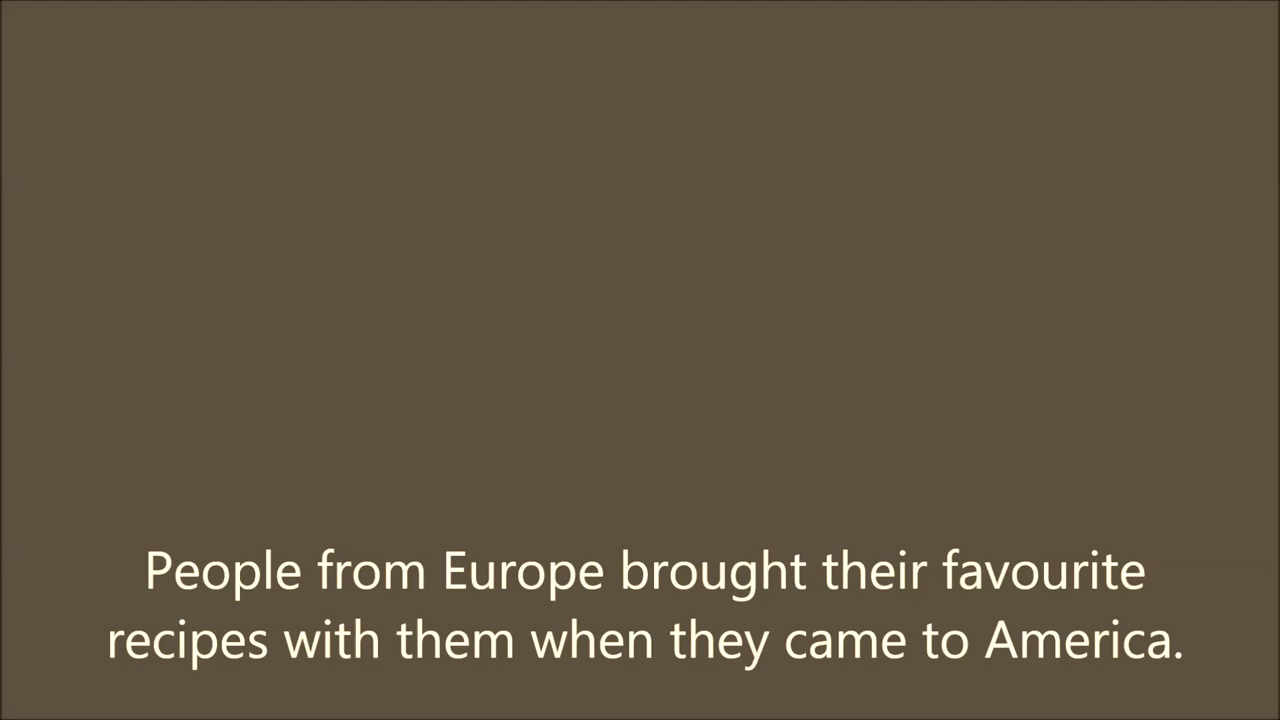 People from Europe brought their favourite
recipes with them when they came to America.